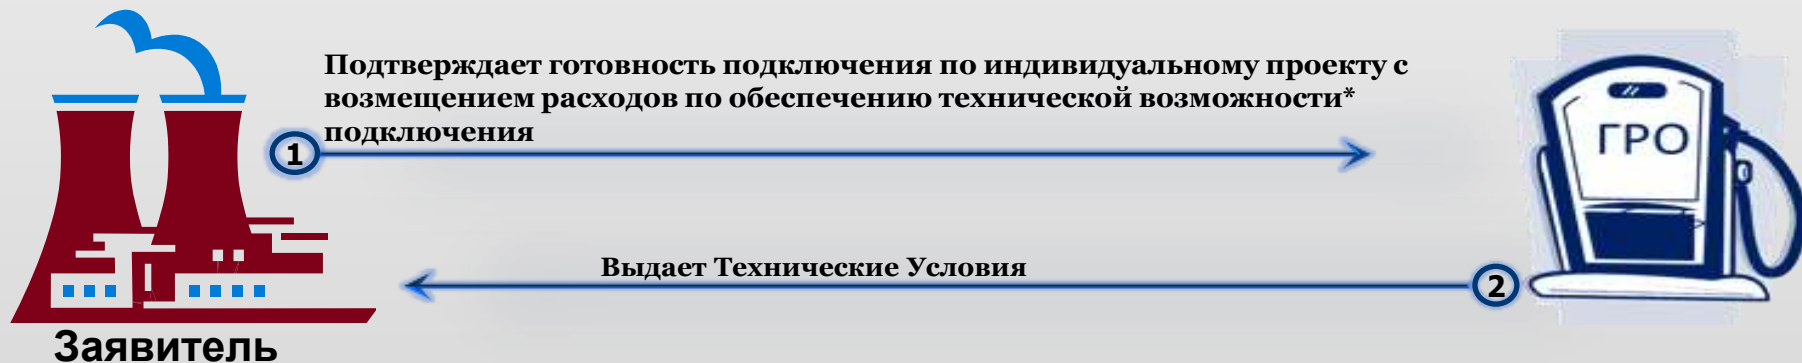 Подтверждает готовность подключения по индивидуальному проекту с
возмещением расходов по обеспечению технической возможности*
подключения
1
ГРО
Выдает Технические Условия
2
Заявитель